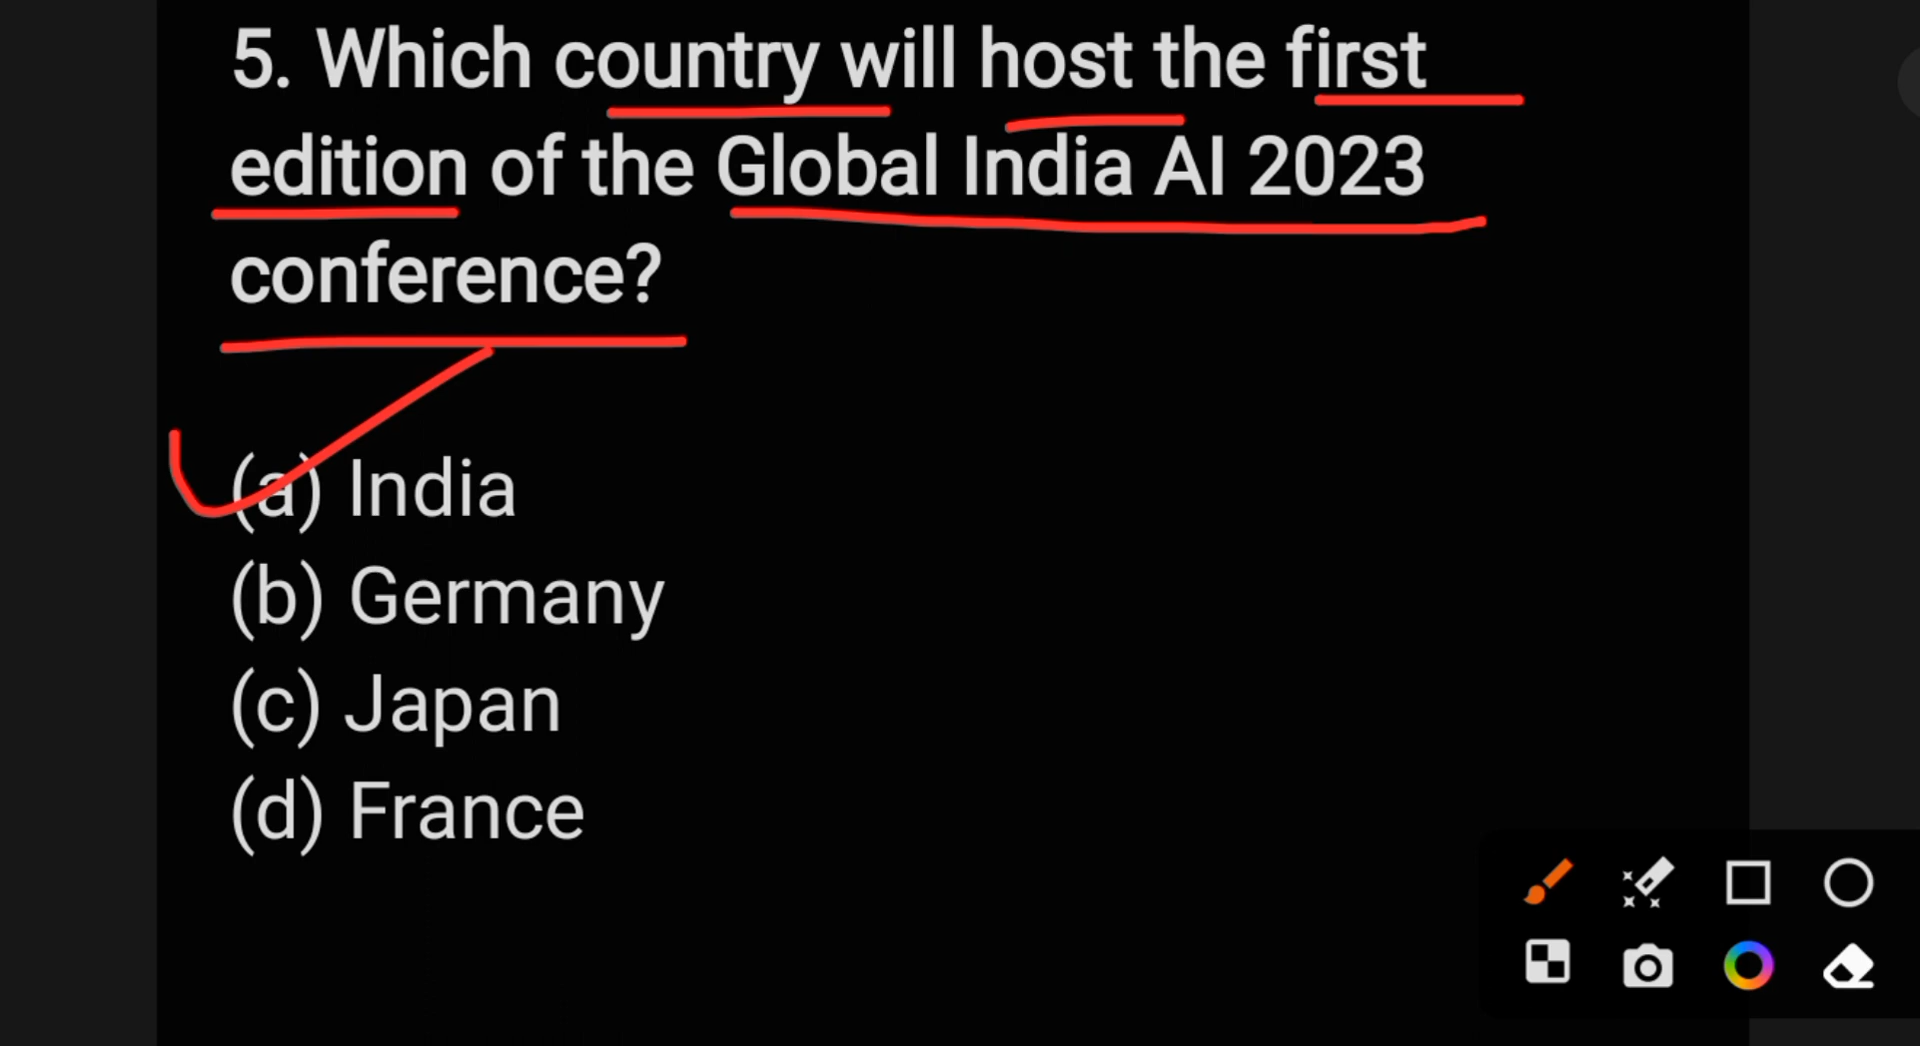 5. Which country will host the first
edition of the Global India AI 2023
conference?
(a) India
(b) Germany
(c) Japan
(d) France